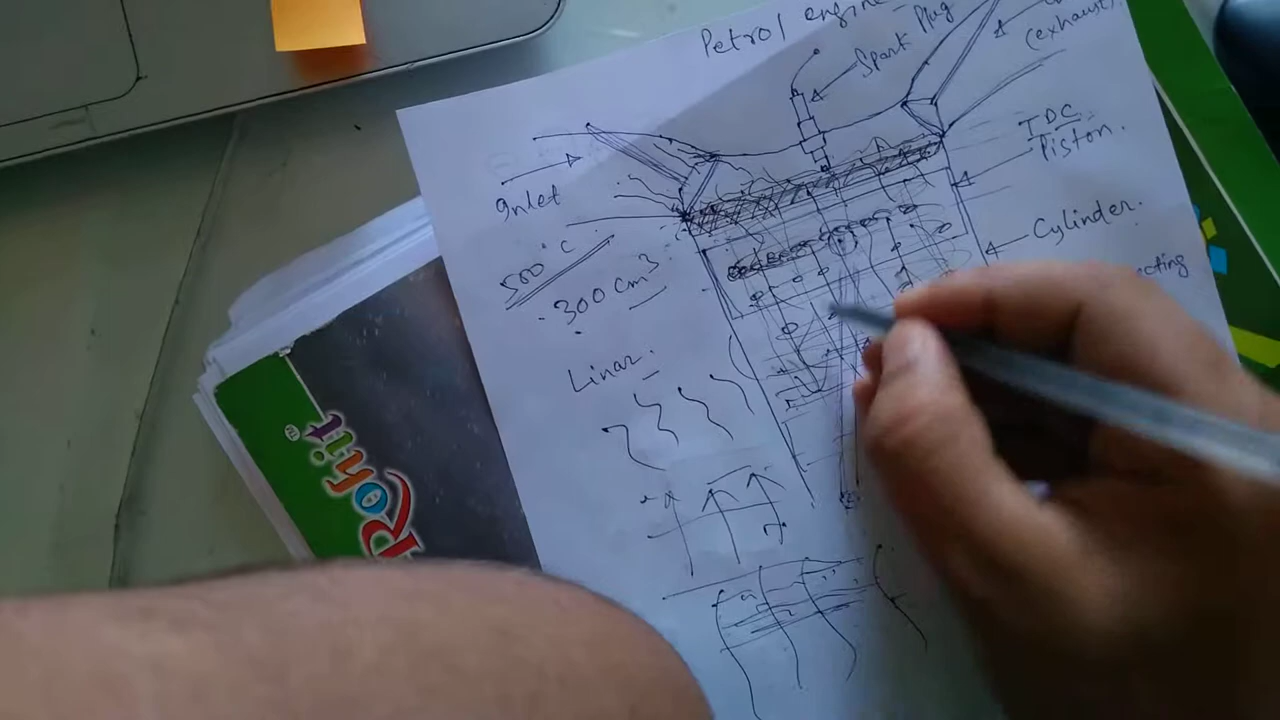 Petrol engine
Spark Plug
(exhaust)
TDC
Piston.
Inlet
Cylinder.
500°C
300 cm³
Linar.
Rohit